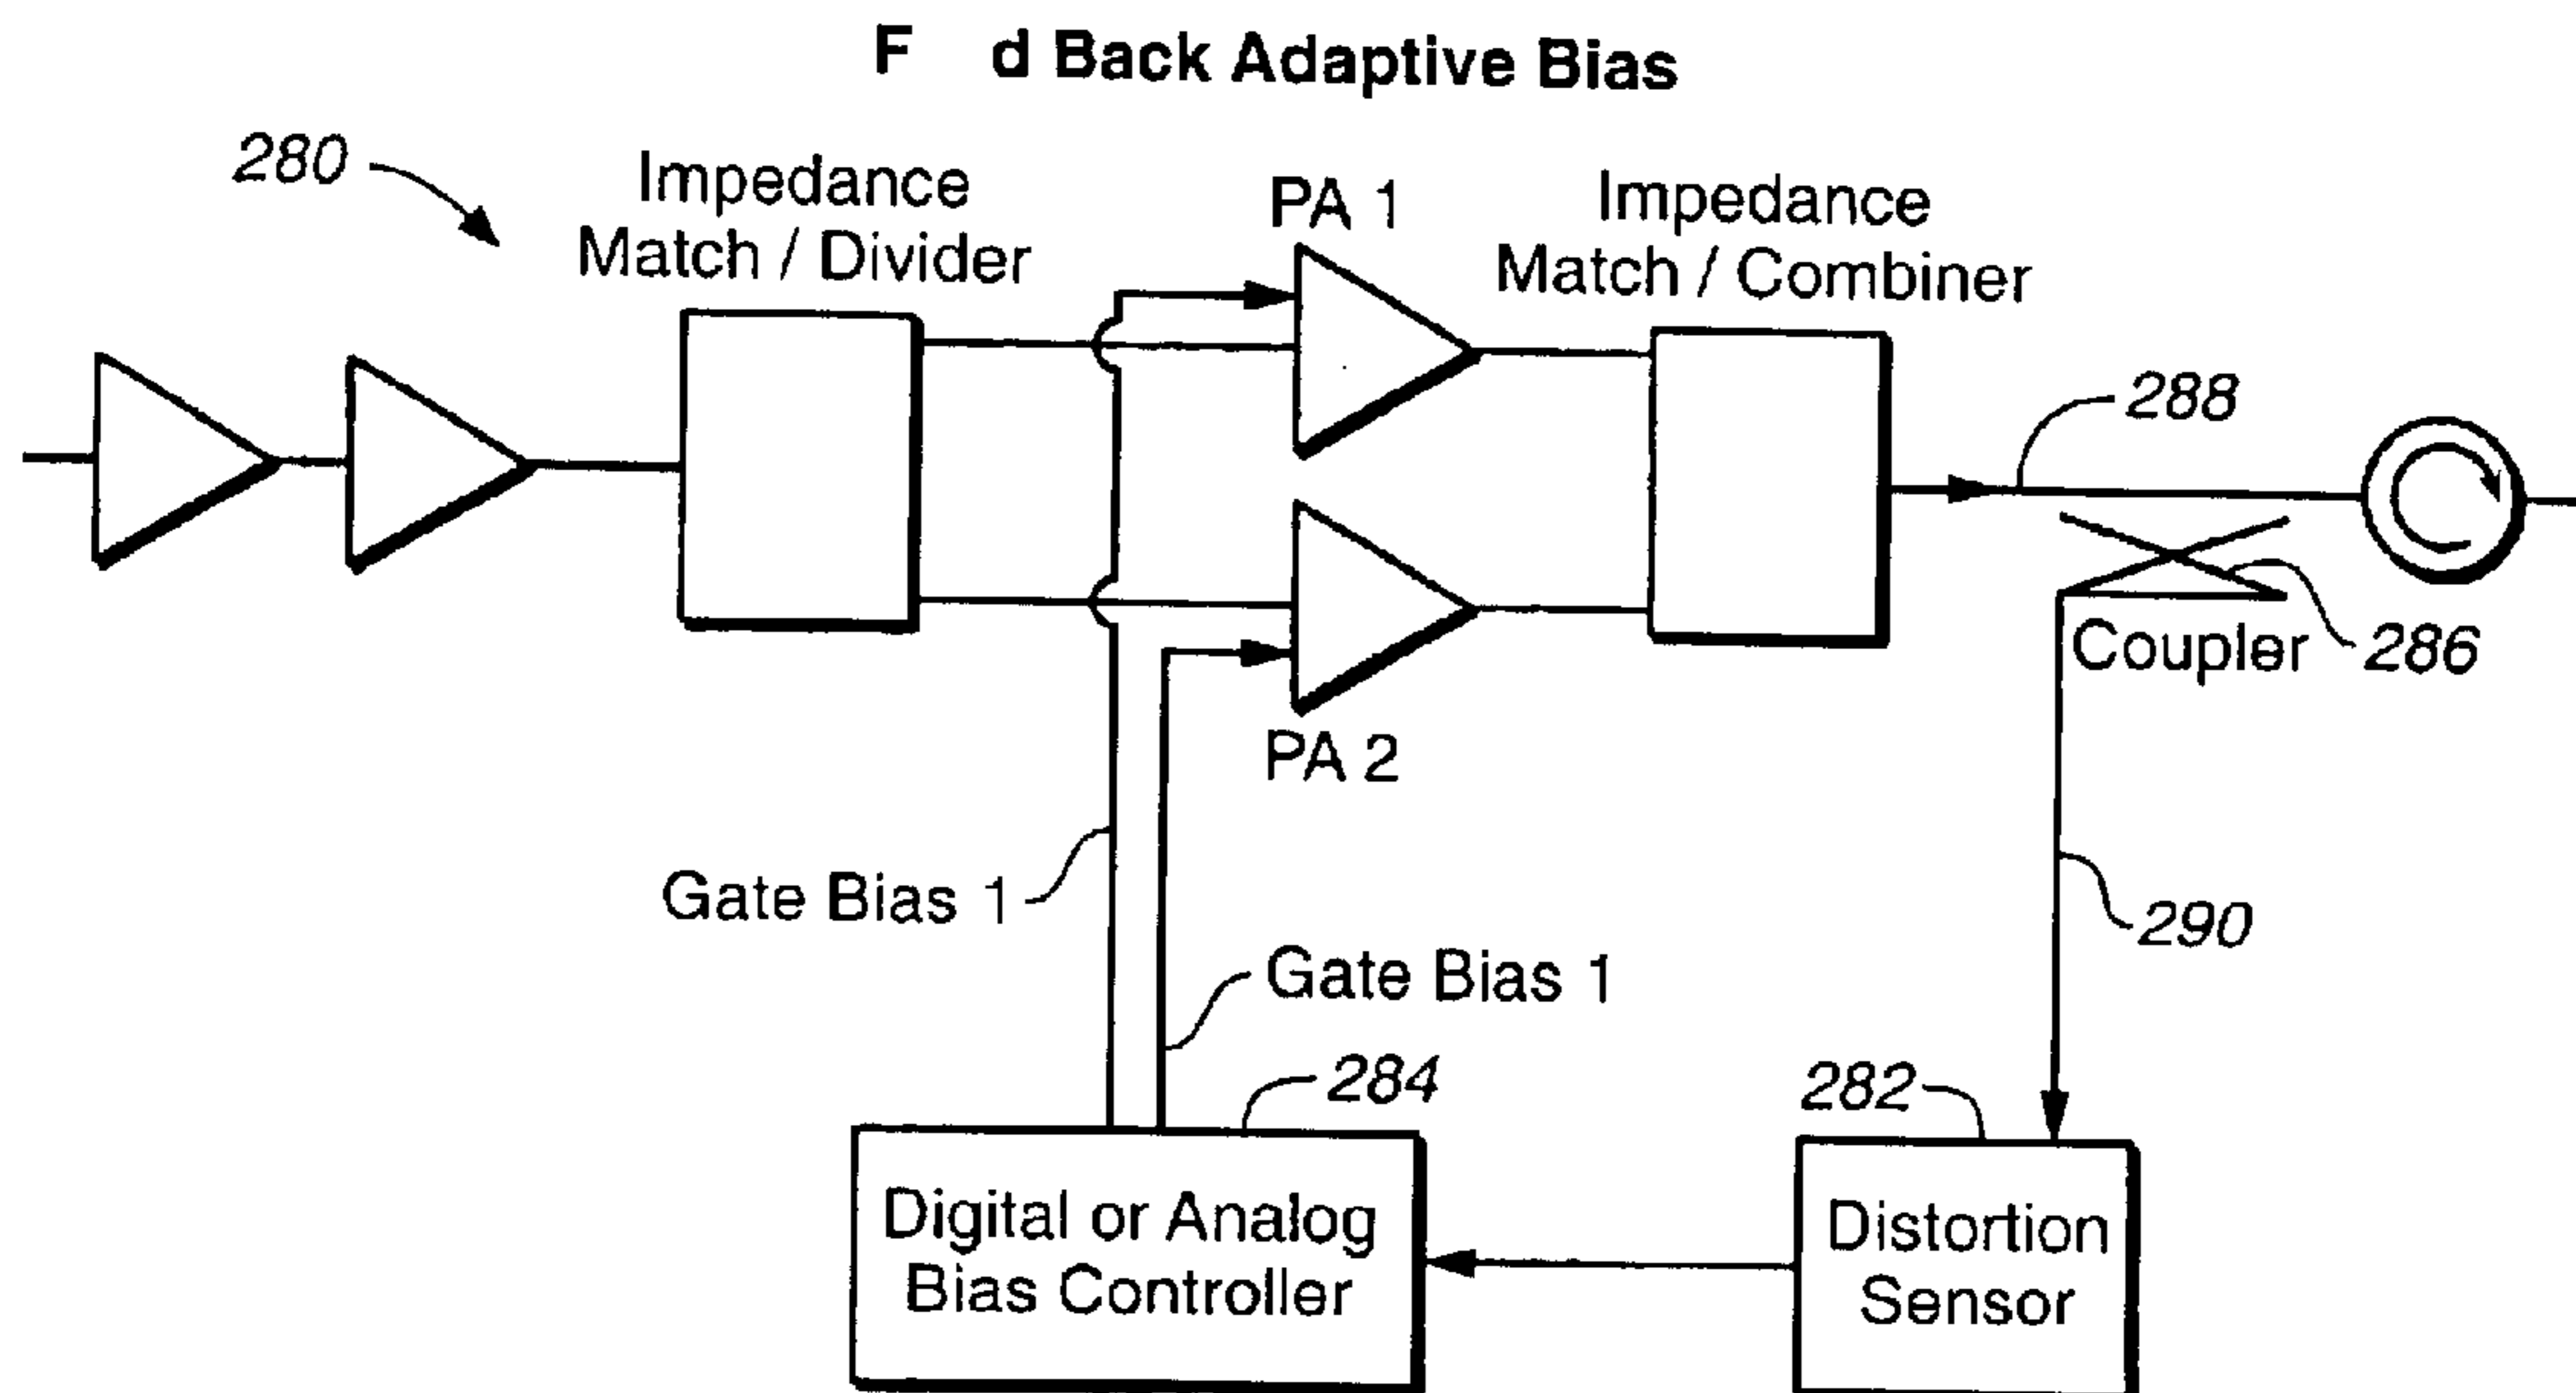 F d Back Adaptive Bias
280
Impedance
Match / Divider
PA 1
Impedance
Match / Combiner
288
Coupler
286
PA 2
Gate Bias 1
290
Gate Bias 1
284
282
Digital or Analog
Bias Controller
Distortion
Sensor